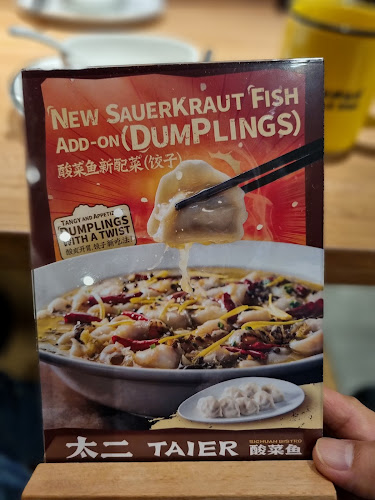 NEW SAUERKRAUT FISH
ADD-ON (DUMPLINGS)
酸菜鱼新配菜(饺子)
TANGY AND APPETIZ
DUMPLINGS
WITH A TWIST
太二 TAIER SICHUAN BISTRO 酸菜鱼